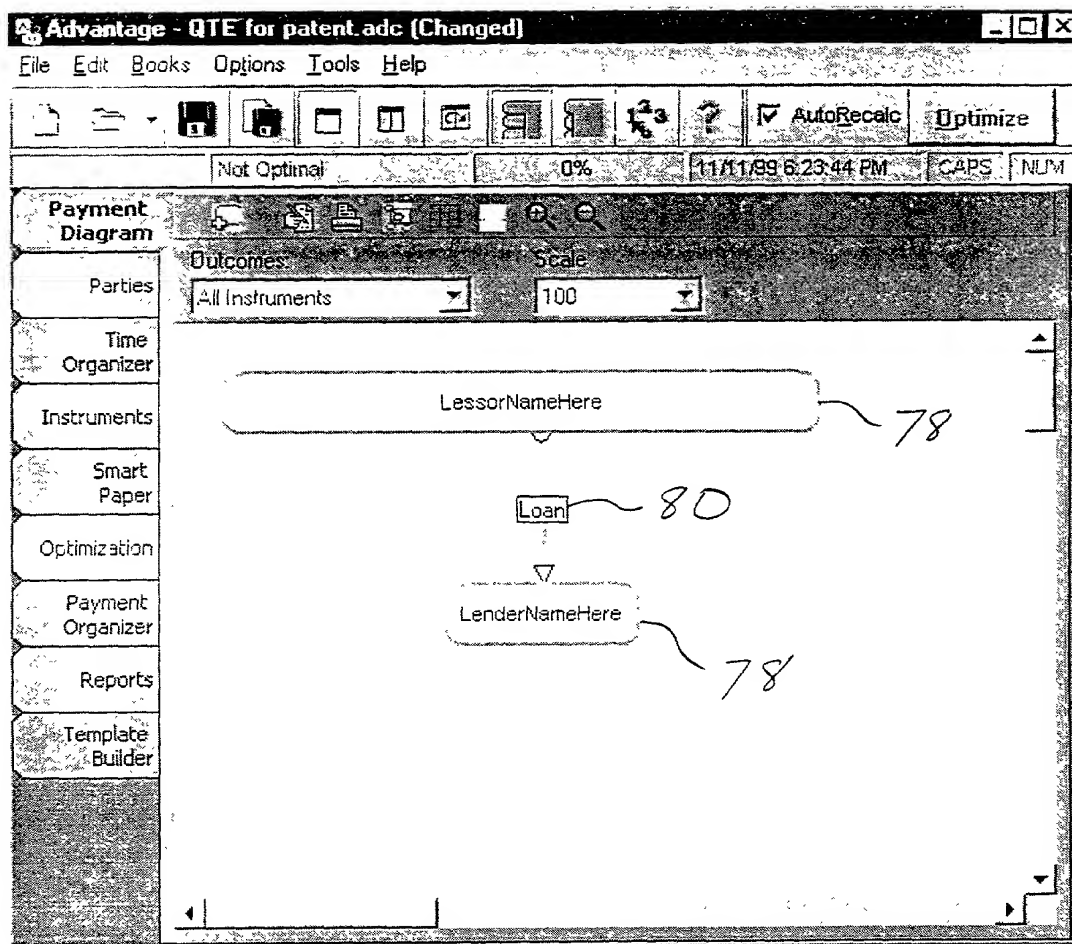 Advantage - QTE for patent.adc (Changed)
File Edit Books Options Tools Help
AutoRecalc Optimize
Not Optimal 0% 11/11/99 6:23:44 PM CAPS NUM
Payment
Diagram
Outcomes: Scale
All Instruments 100
Parties
Time
Organizer
Instruments
Smart
Paper
Optimization
Payment
Organizer
Reports
Template
Builder
LessorNameHere
78
Loan
80
LenderNameHere
78